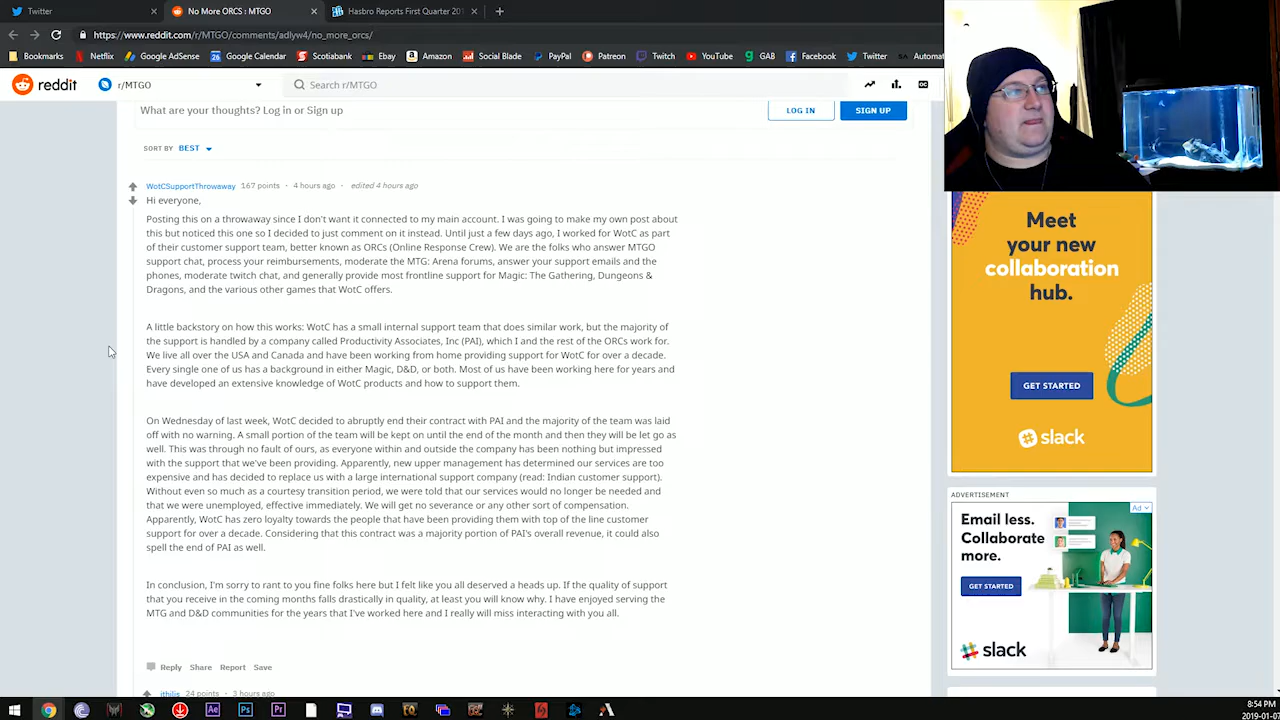 Twitter
No More ORCS : MTGO
Hasbro Reports First Quarter 201
https://www.reddit.com/r/MTGO/comments/adlyw4/no_more_orcs/
Bookmarks
Netflix
Google AdSense
Google Calendar
Scotiabank
Ebay
Amazon
Social Blade
PayPal
Patreon
Twitch
YouTube
GAB
Facebook
Twitter
Automat
reddit
r/MTGO
Search r/MTGO
What are your thoughts? Log in or Sign up
LOG IN
SIGN UP
SORT BY BEST
WotCSupportThrowaway 167 points · 4 hours ago · edited 4 hours ago
Hi everyone,
Posting this on a throwaway since I don't want it connected to my main account. I was going to make my own post about
this but noticed this one so I decided to just comment on it instead. Until just a few days ago, I worked for WotC as part
of their customer support team, better known as ORCs (Online Response Crew). We are the folks who answer MTGO
support chat, process your reimbursements, moderate the MTG: Arena forums, answer your support emails and the
phones, moderate twitch chat, and generally provide most frontline support for Magic: The Gathering, Dungeons &
Dragons, and the various other games that WotC offers.
A little backstory on how this works: WotC has a small internal support team that does similar work, but the majority of
the support is handled by a company called Productivity Associates, Inc (PAI), which I and the rest of the ORCs work for.
We live all over the USA and Canada and have been working from home providing support for WotC for over a decade.
Every single one of us has a background in either Magic, D&D, or both. Most of us have been working here for years and
have developed an extensive knowledge of WotC products and how to support them.
On Wednesday of last week, WotC decided to abruptly end their contract with PAI and the majority of the team was laid
off with no warning. A small portion of the team will be kept on until the end of the month and then they will be let go as
well. This was through no fault of ours, as everyone within and outside the company has been nothing but impressed
with the support that we've been providing. Apparently, new upper management has determined our services are too
expensive and has decided to replace us with a large international support company (read: Indian customer support).
Without even so much as a courtesy transition period, we were told that our services would no longer be needed and
that we were unemployed, effective immediately. We will get no severance or any other sort of compensation.
Apparently, WotC has zero loyalty towards the people that have been providing them with top of the line customer
support for over a decade. Considering that this contract was a majority portion of PAI's overall revenue, it could also
spell the end of PAI as well.
In conclusion, I'm sorry to rant to you fine folks here but I felt like you all deserved a heads up. If the quality of support
that you receive in the coming months falls drastically in quality, at least you will know why. I have enjoyed serving the
MTG and D&D communities for the years that I've worked here and I really will miss interacting with you all.
Reply Share Report Save
ithilis 24 points · 3 hours ago
Meet
your new
collaboration
hub.
GET STARTED
slack
ADVERTISEMENT
Ad
Email less.
Collaborate
more.
GET STARTED
slack
8:54 PM